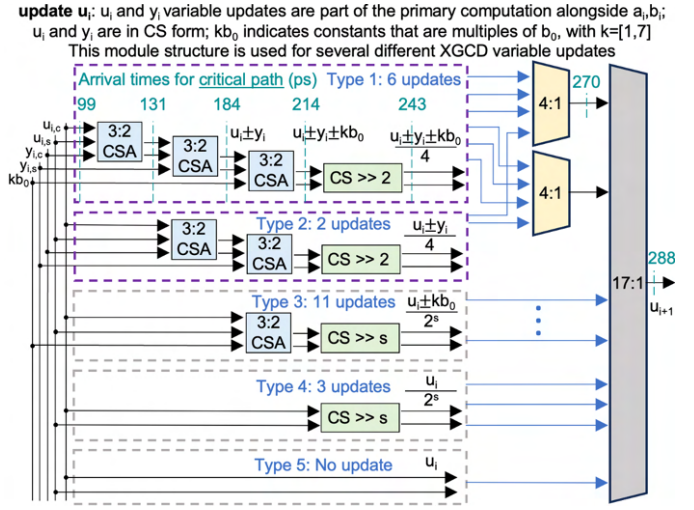 update uᵢ: uᵢ and yᵢ variable updates are part of the primary computation alongside aᵢ,bᵢ;
uᵢ and yᵢ are in CS form; kb₀ indicates constants that are multiples of b₀, with k=[1,7]
This module structure is used for several different XGCD variable updates
Arrival times for critical path (ps) Type 1: 6 updates
99 131 184 214 243
270
4:1
uᵢ,c
uᵢ,s
yᵢ,c
yᵢ,s
kb₀
3:2
CSA
3:2
CSA
3:2
CSA
uᵢ±yᵢ
uᵢ±yᵢ±kb₀
CS >> 2
uᵢ±yᵢ±kb₀
4
4:1
Type 2: 2 updates
3:2
CSA
3:2
CSA
CS >> 2
uᵢ±yᵢ
4
17:1
288
uᵢ₊₁
Type 3: 11 updates
3:2
CSA
CS >> s
uᵢ±kb₀
2ˢ
Type 4: 3 updates
CS >> s
uᵢ
2ˢ
Type 5: No update
uᵢ